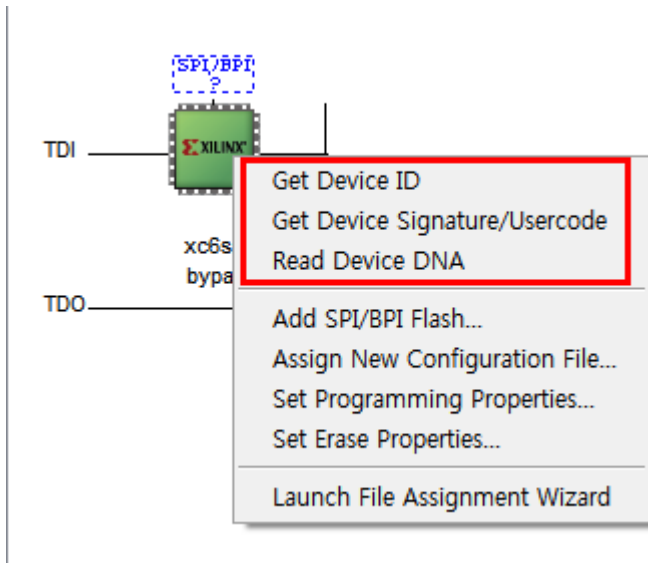 SPI/BPI
?
TDI
XILINX
Get Device ID
Get Device Signature/Usercode
Read Device DNA
xc6s
bypa
TDO
Add SPI/BPI Flash...
Assign New Configuration File...
Set Programming Properties...
Set Erase Properties...
Launch File Assignment Wizard